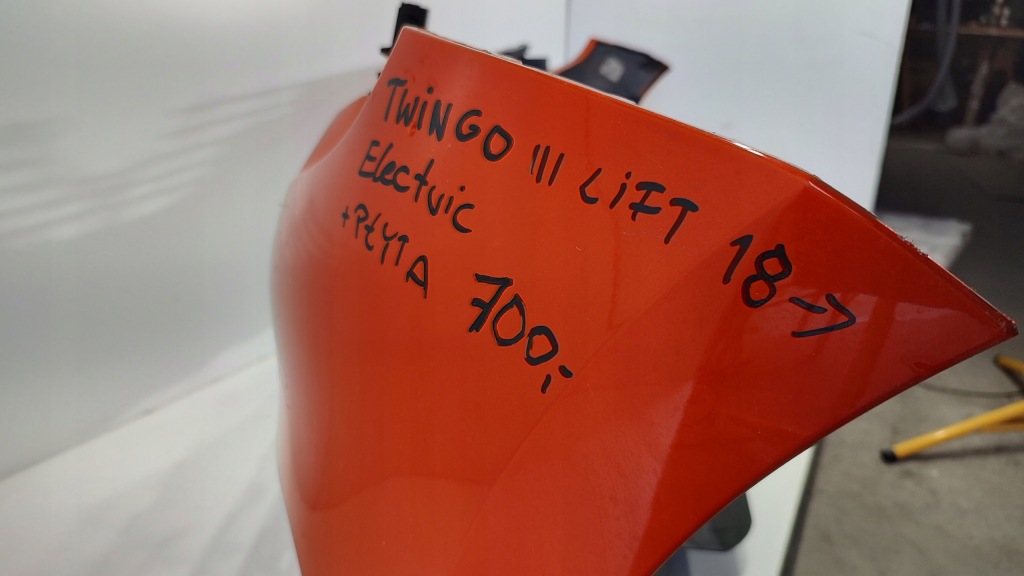 TWiNGO III LiFT 18->
Electric
+PŁYTA 700,-